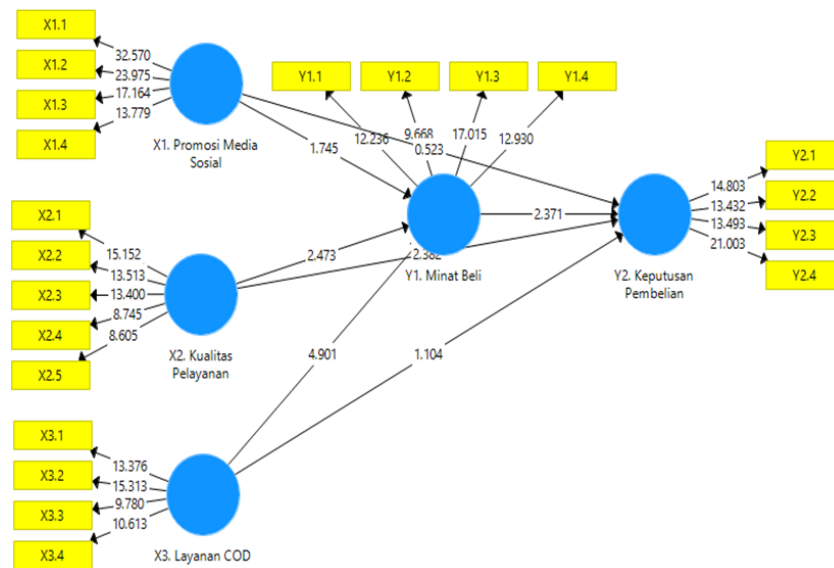 X1.1
X1.2
X1.3
X1.4
32.570
23.975
17.164
13.779
X1. Promosi Media
Sosial
Y1.1
Y1.2
Y1.3
Y1.4
12.236
9.668
17.015
12.930
1.745
0.523
X2.1
X2.2
X2.3
X2.4
X2.5
15.152
13.513
13.400
8.745
8.605
X2. Kualitas
Pelayanan
2.473
2.382
Y1. Minat Beli
2.371
Y2.1
Y2.2
Y2.3
Y2.4
14.803
13.432
13.493
21.003
Y2. Keputusan
Pembelian
4.901
1.104
X3.1
X3.2
X3.3
X3.4
13.376
15.313
9.780
10.613
X3. Layanan COD